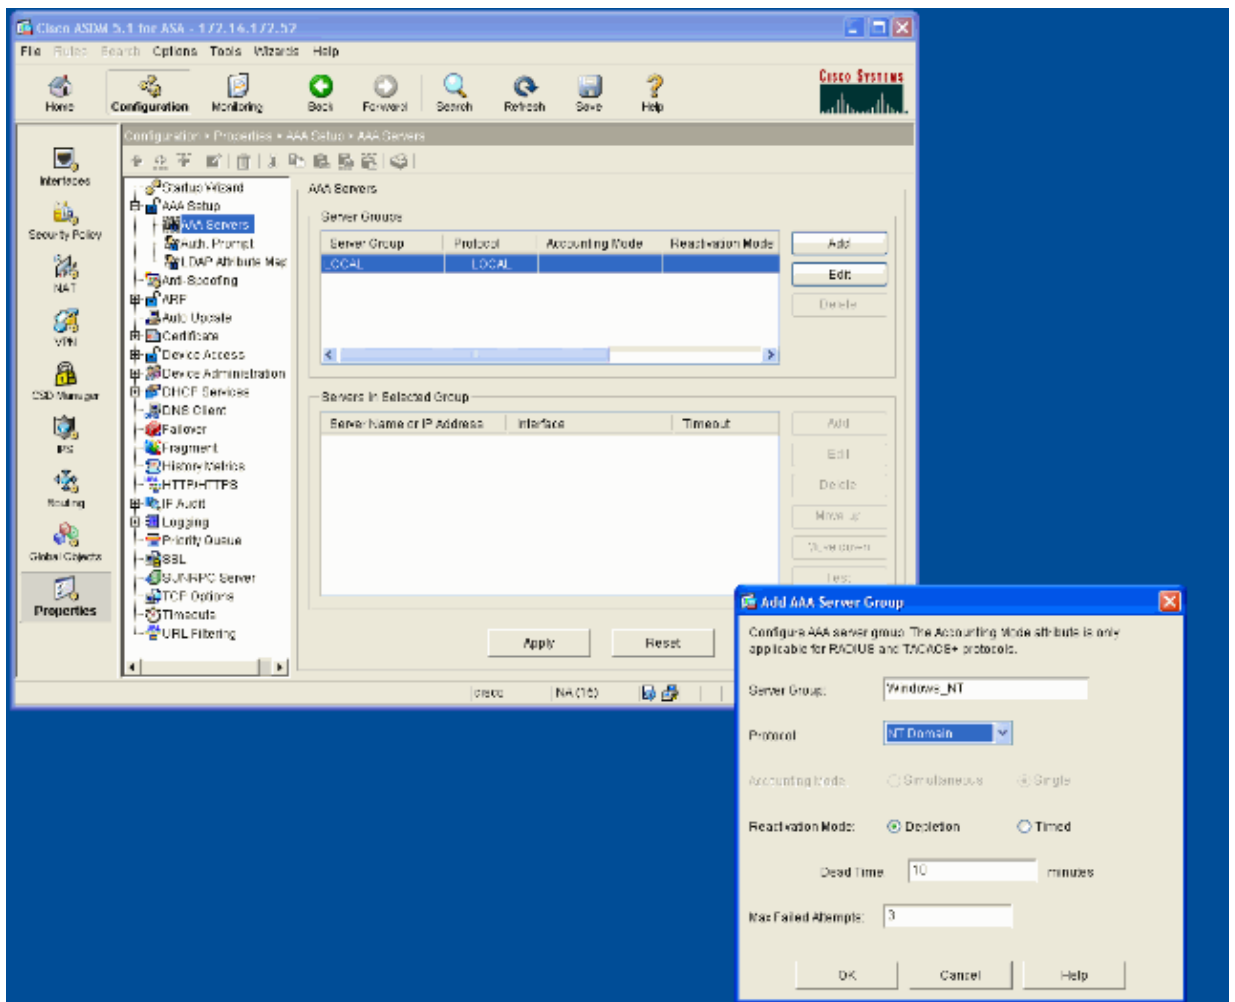 Cisco ASDM 5.1 for ASA - 172.16.172.52
File Rules Search Options Tools Wizards Help
Home Configuration Monitoring Back Forward Search Refresh Save Help
CISCO SYSTEMS
Configuration > Properties > AAA Setup > AAA Servers
Interfaces
Security Policy
NAT
VPN
CSD Manager
IPS
Routing
Global Objects
Properties
Startup Wizard
AAA Setup
AAA Servers
Auth. Prompt
LDAP Attribute Map
Anti-Spoofing
ARP
Auto Update
Certificate
Device Access
Device Administration
DHCP Services
DNS Client
Failover
Fragment
History Metrics
HTTP/HTTPS
IP Audit
Logging
Priority Queue
SSL
SUNRPC Server
TCP Options
Timeouts
URL Filtering
AAA Servers
Server Groups
Server Group Protocol Accounting Mode Reactivation Mode
LOCAL LOCAL
Add
Edit
Delete
Servers in Selected Group
Server Name or IP Address Interface Timeout
Add
Edit
Delete
Move up
Move down
Test
Apply Reset
cisco NA (15)
Add AAA Server Group
Configure AAA server group. The Accounting Mode attribute is only
applicable for RADIUS and TACACS+ protocols.
Server Group: Windows_NT
Protocol NT Domain
Accounting Mode: Simultaneous Single
Reactivation Mode: Depletion Timed
Dead Time 10 minutes
Max Failed Attempts: 3
OK Cancel Help